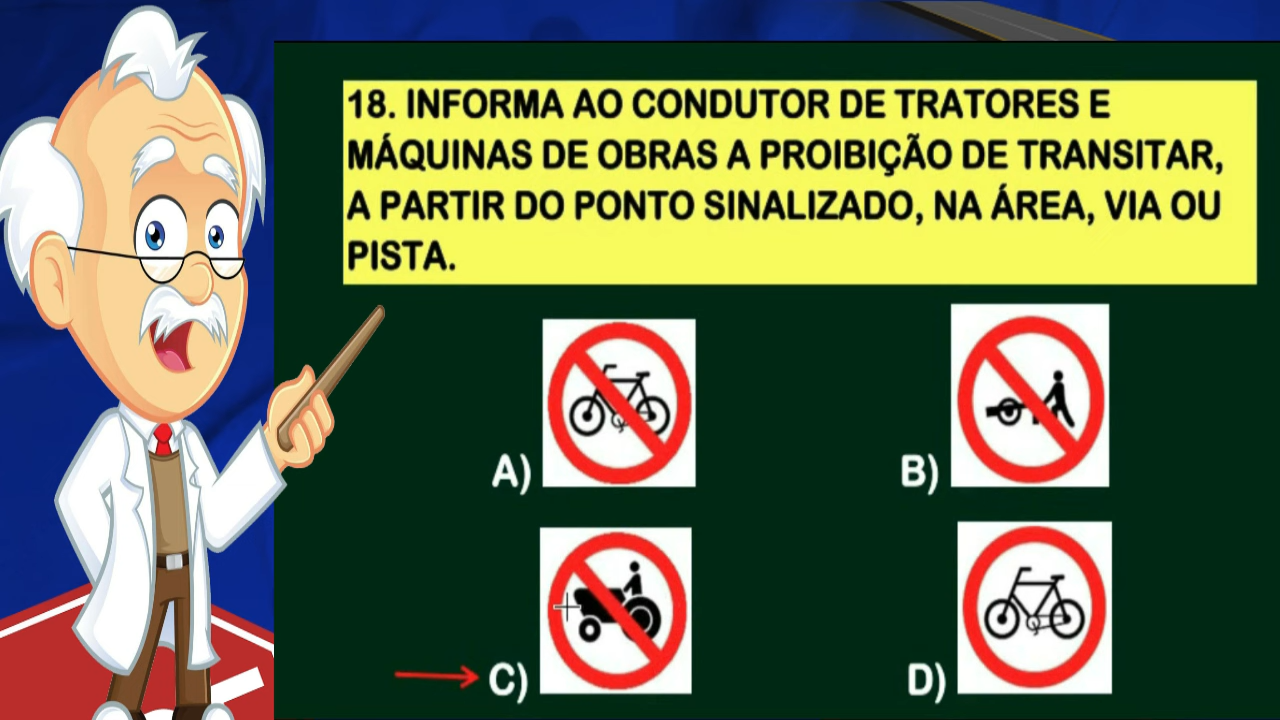 18. INFORMA AO CONDUTOR DE TRATORES E
MÁQUINAS DE OBRAS A PROIBIÇÃO DE TRANSITAR,
A PARTIR DO PONTO SINALIZADO, NA ÁREA, VIA OU
PISTA.
A)
B)
C)
D)